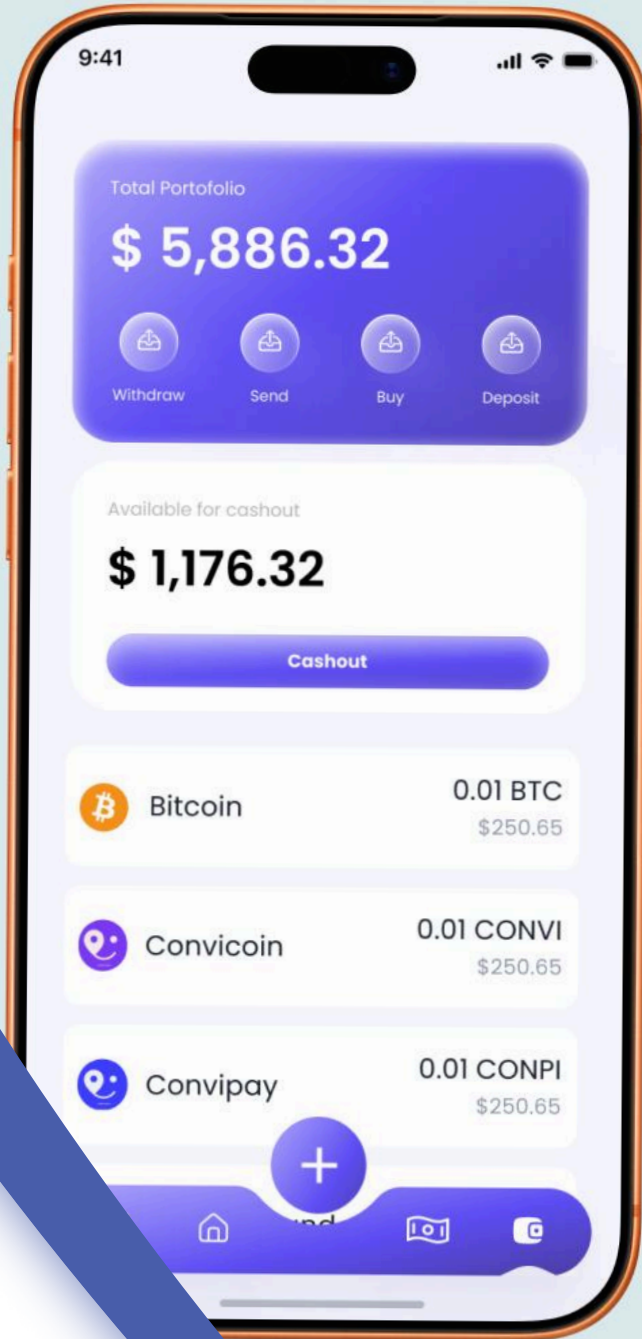 9:41
Total Portofolio
$ 5,886.32
Withdraw Send Buy Deposit
Available for cashout
$ 1,176.32
Cashout
Bitcoin 0.01 BTC
$250.65
Convicoin 0.01 CONVI
$250.65
Convipay 0.01 CONPI
$250.65